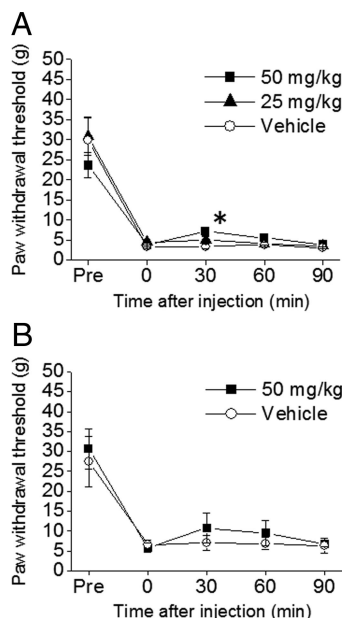 A
Paw withdrawal threshold (g)
50
45
40
35
30
25
20
15
10
5
0
50 mg/kg
25 mg/kg
Vehicle
*
Pre 0 30 60 90
Time after injection (min)
B
Paw withdrawal threshold (g)
50
45
40
35
30
25
20
15
10
5
0
50 mg/kg
Vehicle
Pre 0 30 60 90
Time after injection (min)